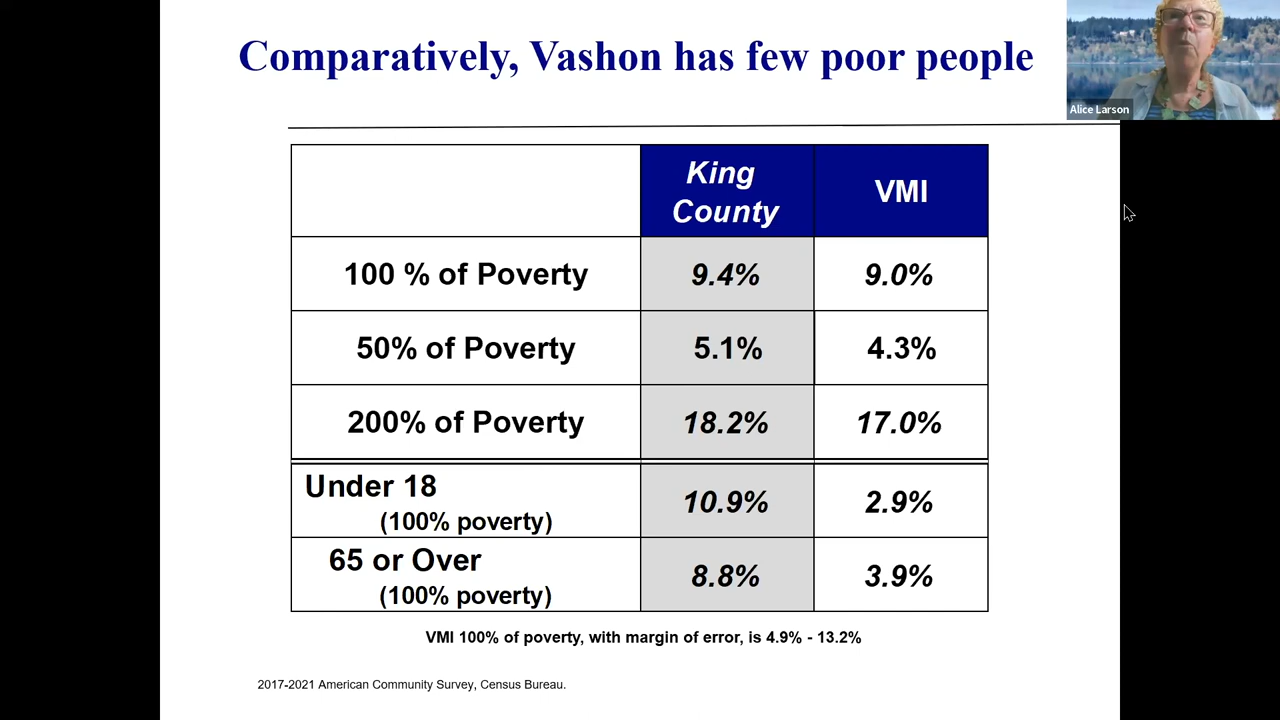 Comparatively, Vashon has few poor people
Alice Larson
King
County
VMI
100 % of Poverty
9.4%
9.0%
50% of Poverty
5.1%
4.3%
200% of Poverty
18.2%
17.0%
Under 18
(100% poverty)
10.9%
2.9%
65 or Over
(100% poverty)
8.8%
3.9%
VMI 100% of poverty, with margin of error, is 4.9% - 13.2%
2017-2021 American Community Survey, Census Bureau.